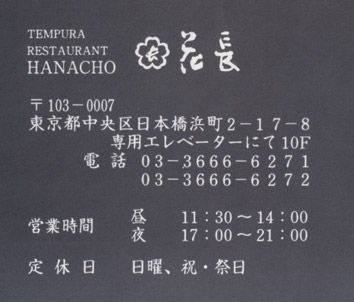 TEMPURA
RESTAURANT
HANACHO
花長
〒103-0007
東京都中央区日本橋浜町2-17-8
専用エレベーターにて10F
電話 03-3666-6271
03-3666-6272
営業時間 昼 11:30~14:00
夜 17:00~21:00
定休日 日曜、祝・祭日